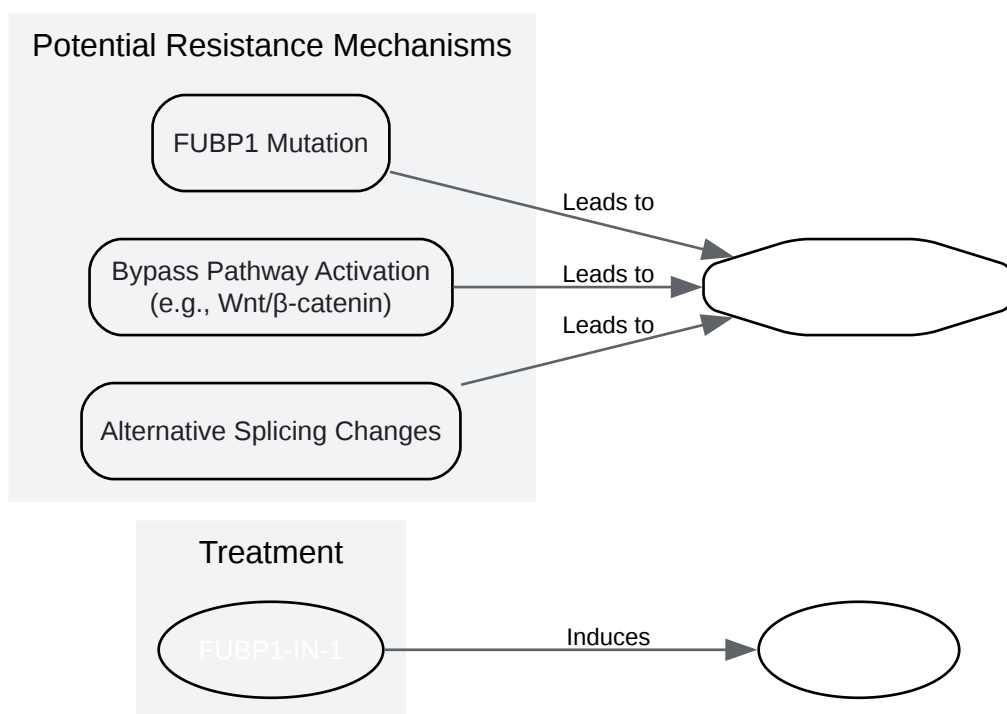 Potential Resistance Mechanisms
FUBP1 Mutation
Leads to
Bypass Pathway Activation
(e.g., Wnt/β-catenin)
Leads to
Leads to
Alternative Splicing Changes
Treatment
FUBP1-IN-1
Induces